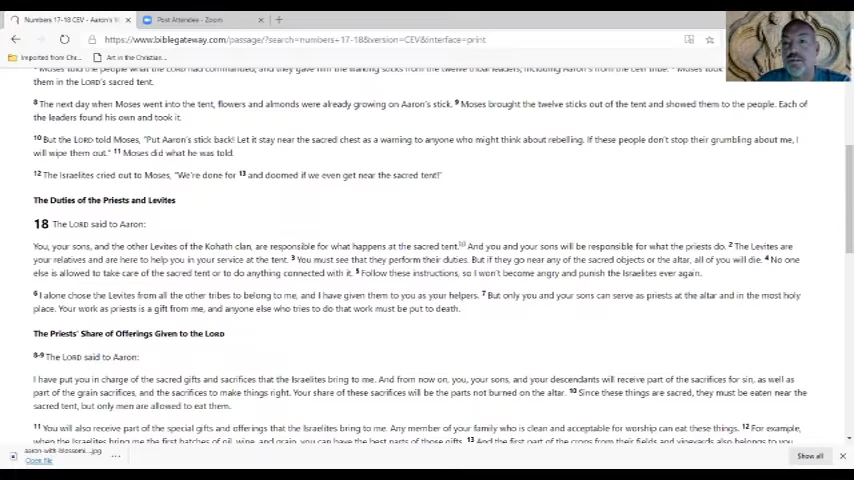 Numbers 17-18 CEV - Aaron's W
Post Attendee - Zoom
https://www.biblegateway.com/passage/?search=numbers+17-18&version=CEV&interface=print
Imported from Chr...
Art in the Christian...
Moses told the people what the LORD had commanded, and they gave him the walking sticks from the twelve tribal leaders, including Aaron's from the Levi tribe. Moses took
them in the LORD's sacred tent.
8 The next day when Moses went into the tent, flowers and almonds were already growing on Aaron's stick. 9 Moses brought the twelve sticks out of the tent and showed them to the people. Each of
the leaders found his own and took it.
10 But the LORD told Moses, "Put Aaron's stick back! Let it stay near the sacred chest as a warning to anyone who might think about rebelling. If these people don't stop their grumbling about me, I
will wipe them out." 11 Moses did what he was told.
12 The Israelites cried out to Moses, "We're done for 13 and doomed if we even get near the sacred tent!"
The Duties of the Priests and Levites
18 The LORD said to Aaron:
You, your sons, and the other Levites of the Kohath clan, are responsible for what happens at the sacred tent. And you and your sons will be responsible for what the priests do. 2 The Levites are
your relatives and are here to help you in your service at the tent. 3 You must see that they perform their duties. But if they go near any of the sacred objects or the altar, all of you will die. 4 No one
else is allowed to take care of the sacred tent or to do anything connected with it. 5 Follow these instructions, so I won't become angry and punish the Israelites ever again.
6 I alone chose the Levites from all the other tribes to belong to me, and I have given them to you as your helpers. 7 But only you and your sons can serve as priests at the altar and in the most holy
place. Your work as priests is a gift from me, and anyone else who tries to do that work must be put to death.
The Priests' Share of Offerings Given to the LORD
8-9 The LORD said to Aaron:
I have put you in charge of the sacred gifts and sacrifices that the Israelites bring to me. And from now on, you, your sons, and your descendants will receive part of the sacrifices for sin, as well as
part of the grain sacrifices, and the sacrifices to make things right. Your share of these sacrifices will be the parts not burned on the altar. 10 Since these things are sacred, they must be eaten near the
sacred tent, but only men are allowed to eat them.
11 You will also receive part of the special gifts and offerings that the Israelites bring to me. Any member of your family who is clean and acceptable for worship can eat these things. 12 For example,
when the Israelites bring me the first batches of oil, wine, and grain, you can have the best parts of those gifts. 13 And the first part of the crops from their fields and vineyards also belongs to you
aaron-with-blossomi....jpg
Open file
Show all